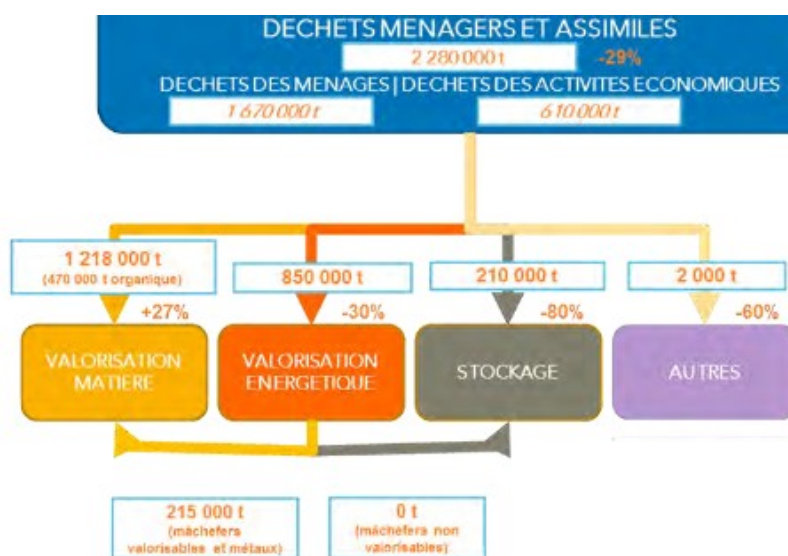 DECHETS MENAGERS ET ASSIMILES
2 280 000 t -29%
DECHETS DES MENAGES | DECHETS DES ACTIVITES ECONOMIQUES
1 670 000 t 610 000 t
1 218 000 t
(470 000 t organique)
850 000 t
210 000 t
2 000 t
+27% -30% -80% -60%
VALORISATION
MATIERE
VALORISATION
ENERGETIQUE
STOCKAGE
AUTRES
215 000 t
(mâchefers
valorisables et métaux)
0 t
(mâchefers non
valorisables)